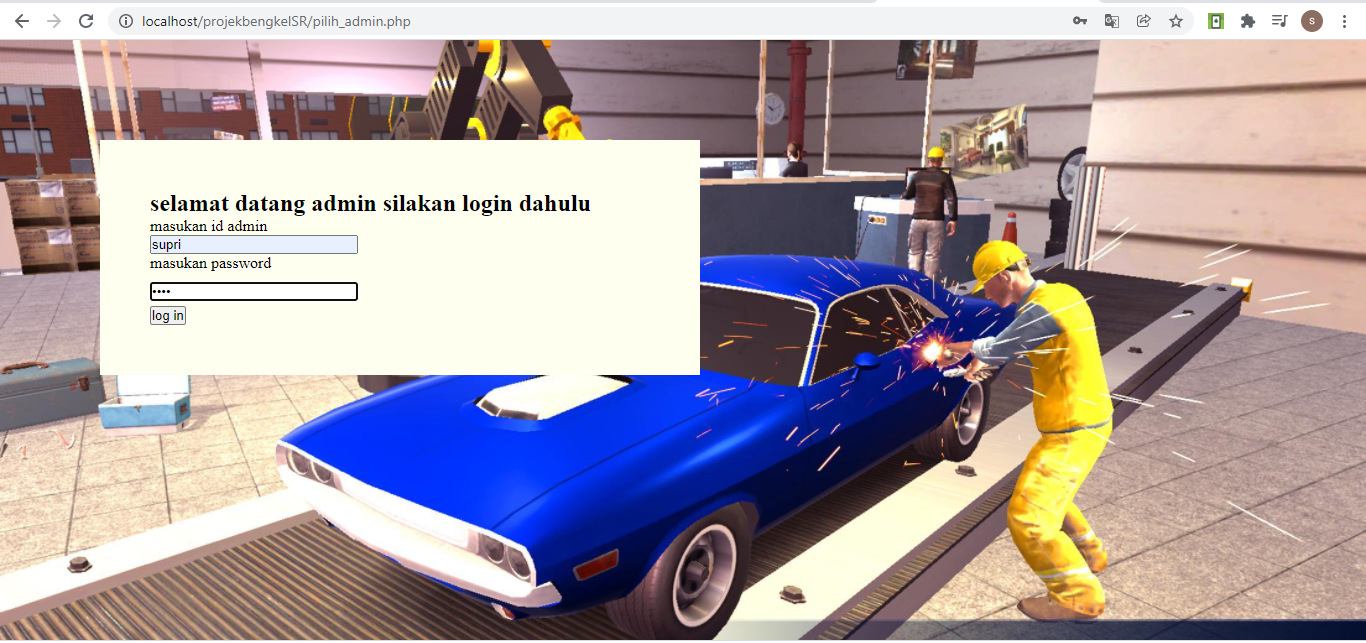 localhost/projekbengkelSR/pilih_admin.php
S
selamat datang admin silakan login dahulu
masukan id admin
supri
masukan password
••••
log in